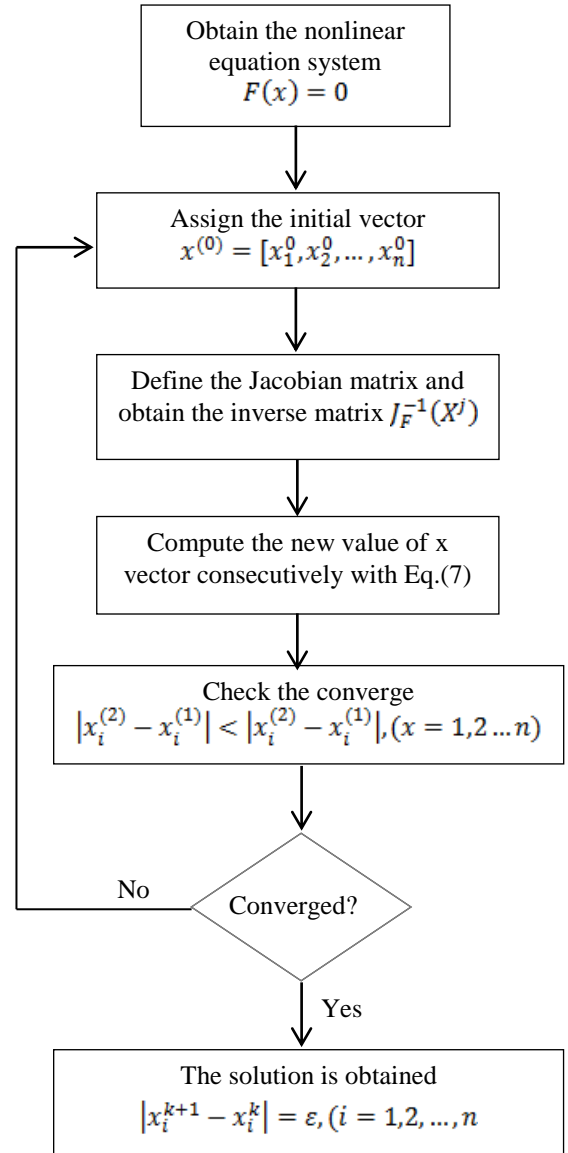 Obtain the nonlinear
equation system
F(x) = 0
Assign the initial vector
x^{(0)} = [x_1^0, x_2^0, … , x_n^0]
Define the Jacobian matrix and
obtain the inverse matrix J_F^{-1}(X^j)
Compute the new value of x
vector consecutively with Eq.(7)
Check the converge
|x_i^{(2)} − x_i^{(1)}| < |x_i^{(2)} − x_i^{(1)}|, (x = 1,2 … n)
No
Converged?
Yes
The solution is obtained
|x_i^{k+1} − x_i^k| = ε, (i = 1,2, … , n